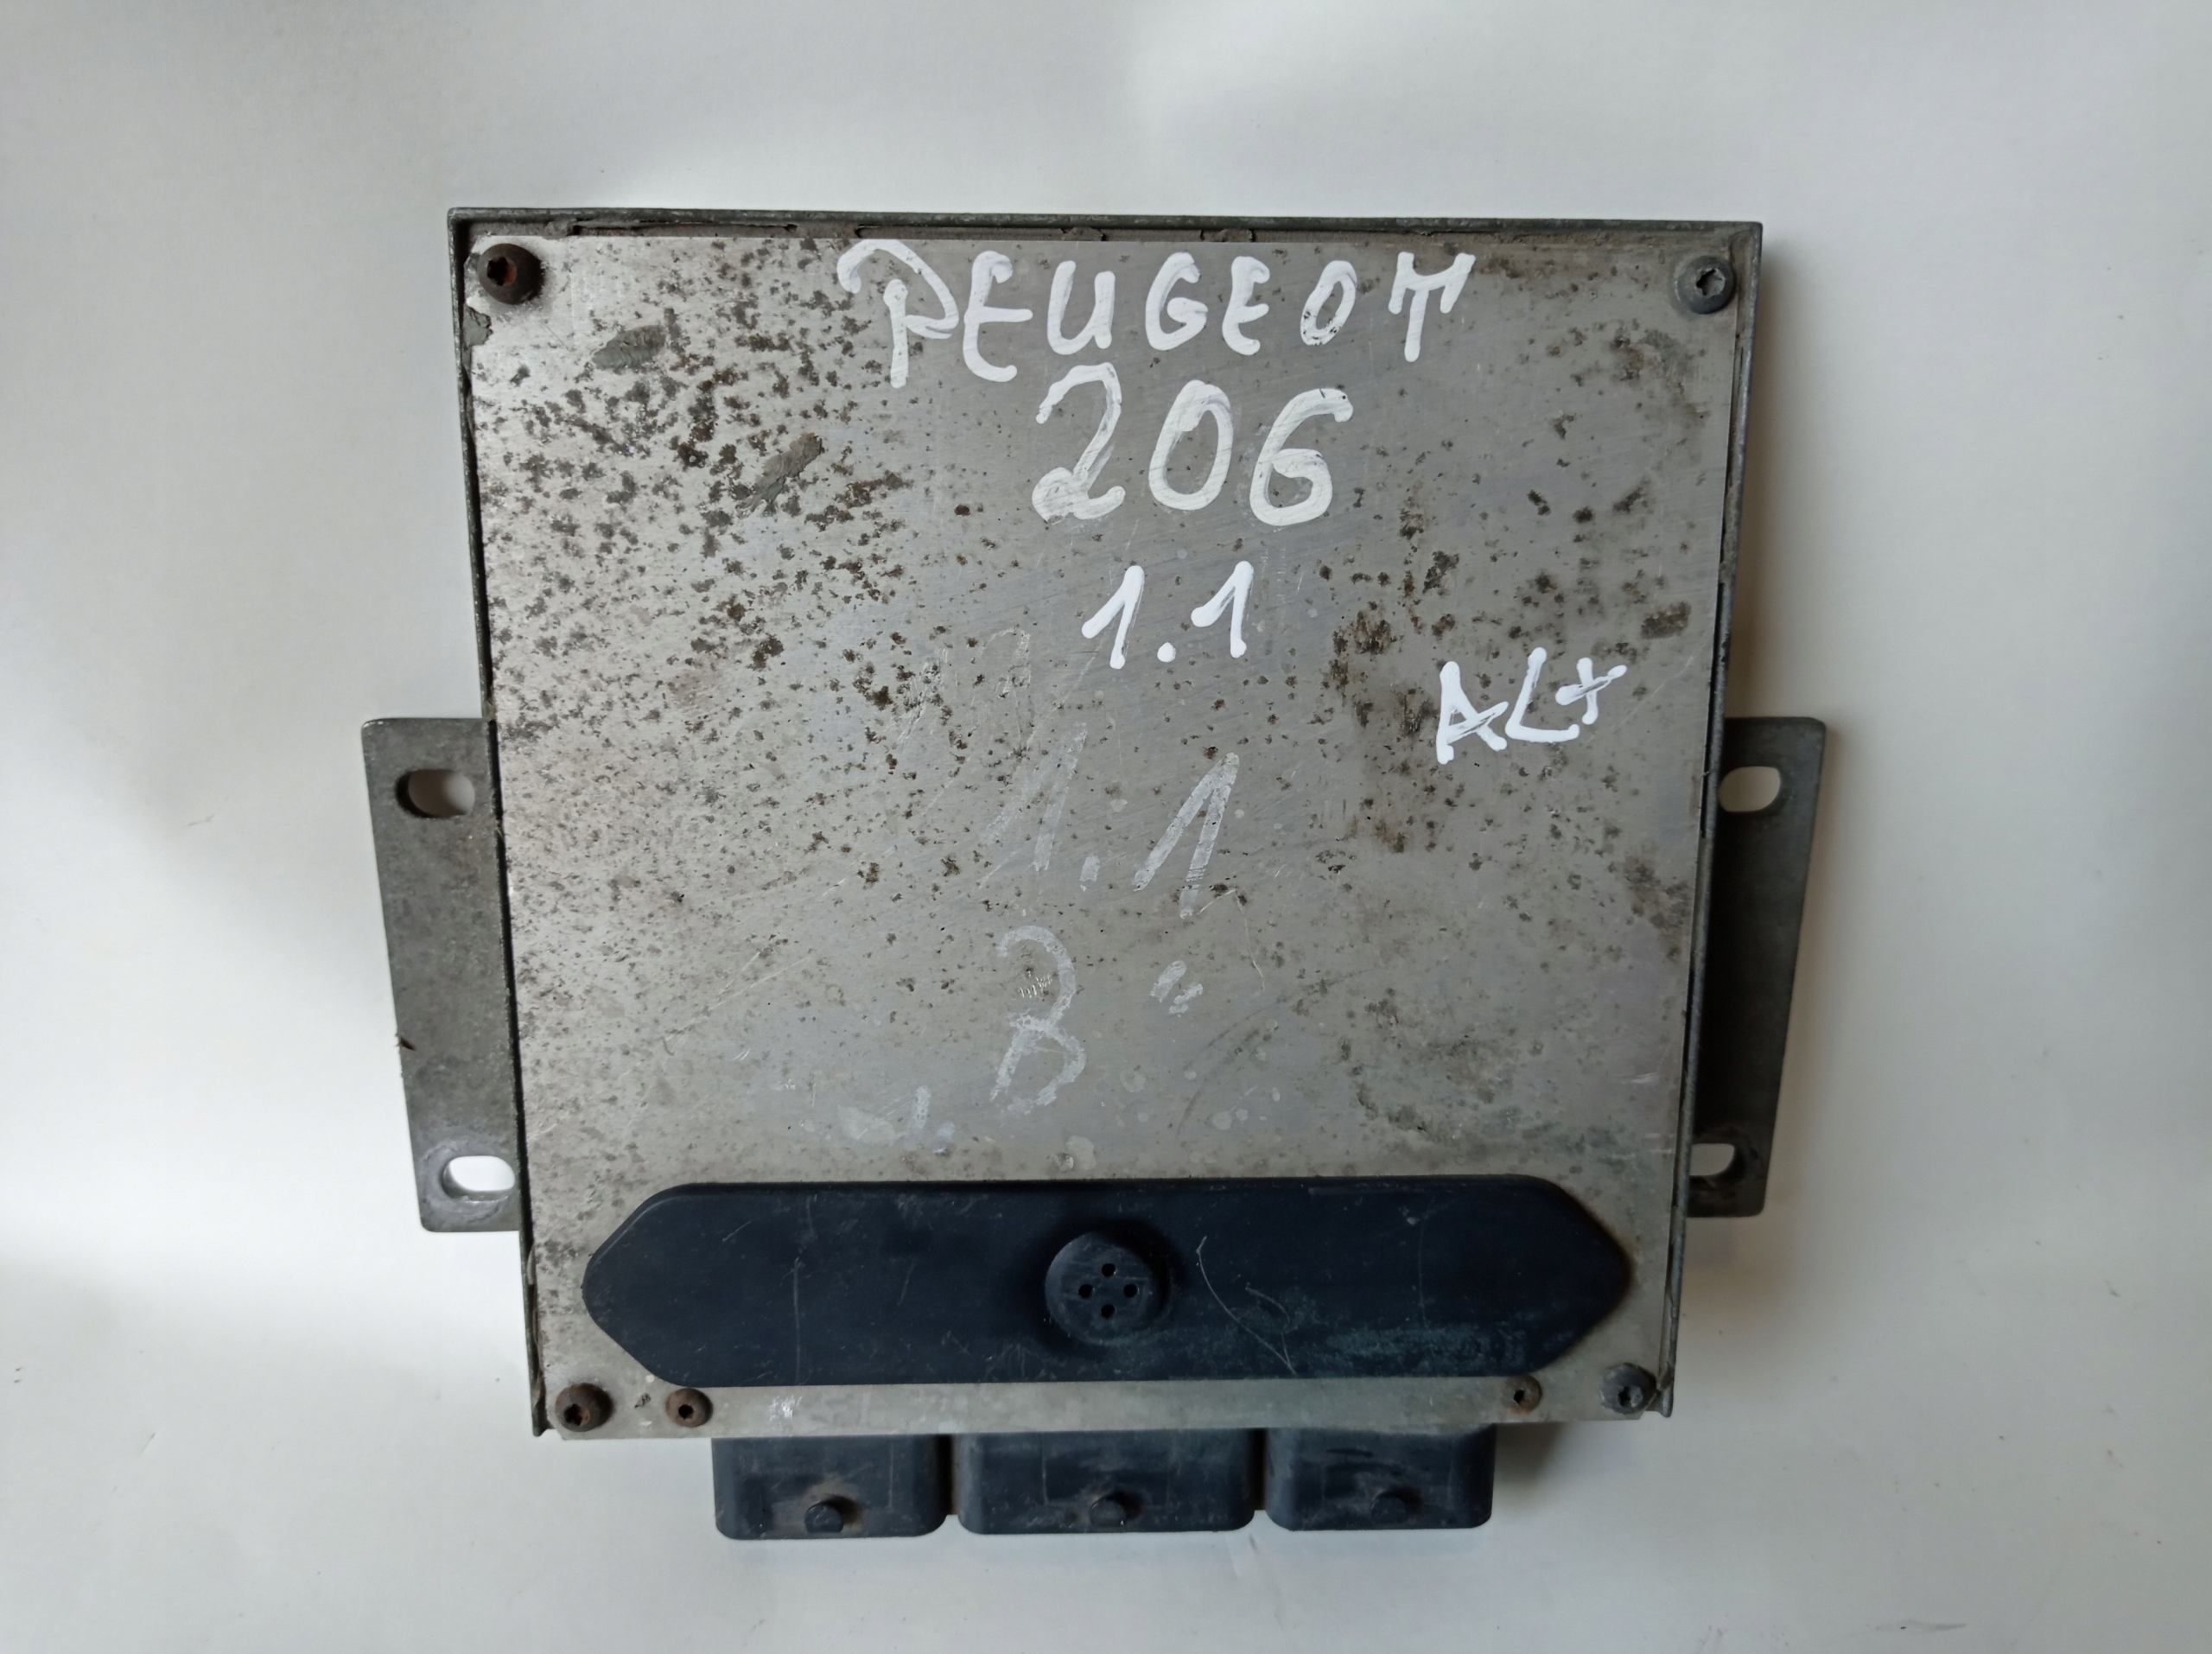 PEUGEOT
206
1.1
AL+
1.1
B "